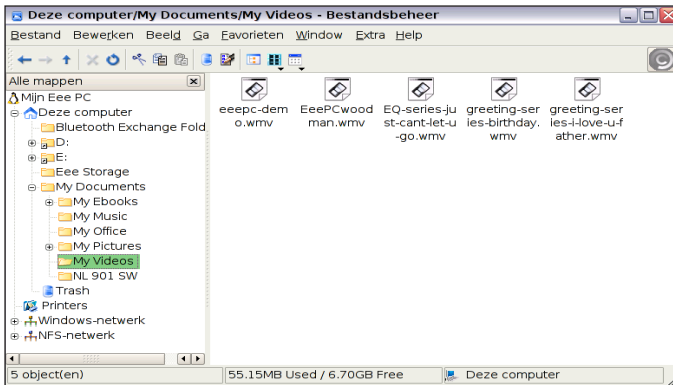 Deze computer/My Documents/My Videos - Bestandsbeheer
Bestand Bewerken Beeld Ga Favorieten Window Extra Help
Alle mappen
Mijn Eee PC
Deze computer
Bluetooth Exchange Fold
D:
E:
Eee Storage
My Documents
My Ebooks
My Music
My Office
My Pictures
My Videos
NL 901 SW
Trash
Printers
Windows-netwerk
NFS-netwerk
eeepc-dem
o.wmv
EeePCwood
man.wmv
EQ-series-ju
st-cant-let-u
-go.wmv
greeting-ser
ies-birthday.
wmv
greeting-ser
ies-i-love-u-f
ather.wmv
5 object(en)
55.15MB Used / 6.70GB Free
Deze computer